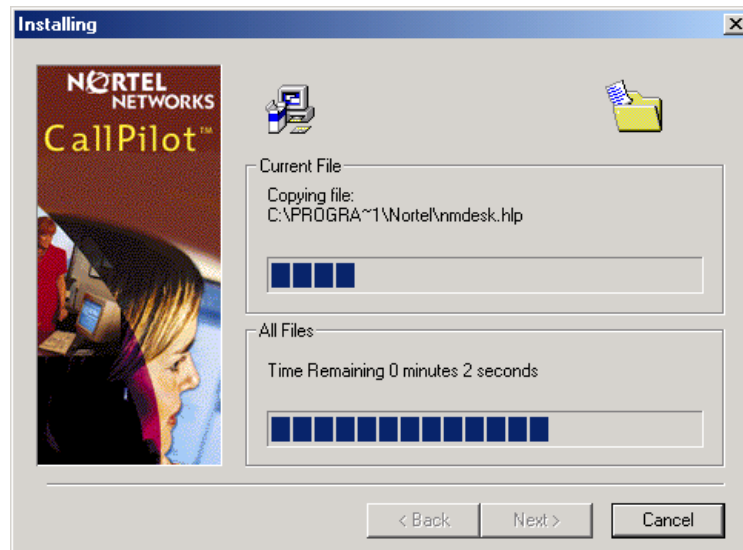 Installing
NORTEL
NETWORKS
CallPilot™
Current File
Copying file:
C:\PROGRA~1\Nortel\nmdesk.hlp
All Files
Time Remaining 0 minutes 2 seconds
< Back
Next >
Cancel